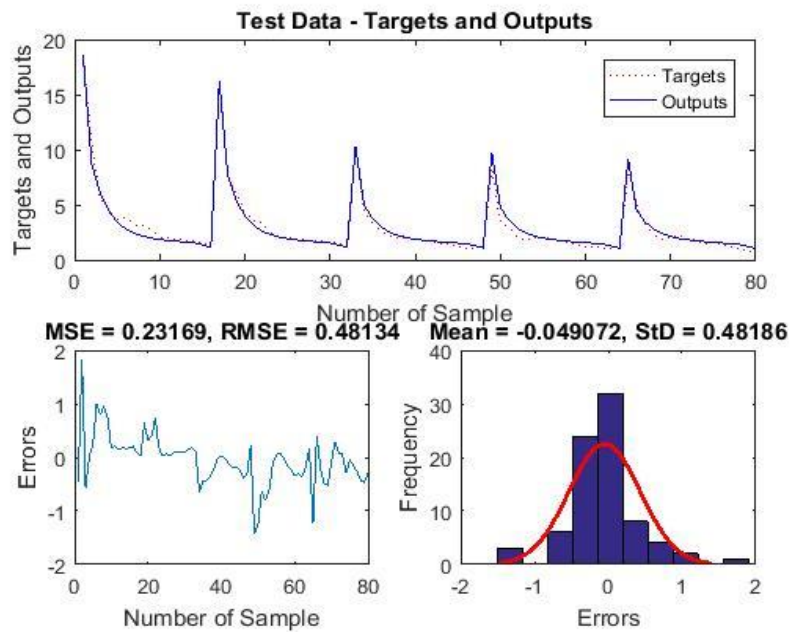 Test Data - Targets and Outputs
Targets and Outputs
20
15
10
5
0
Targets
Outputs
0 10 20 30 40 50 60 70 80
Number of Sample
MSE = 0.23169, RMSE = 0.48134
Errors
2
1
0
-1
-2
0 20 40 60 80
Number of Sample
Mean = -0.049072, StD = 0.48186
Frequency
40
30
20
10
0
-2 -1 0 1 2
Errors